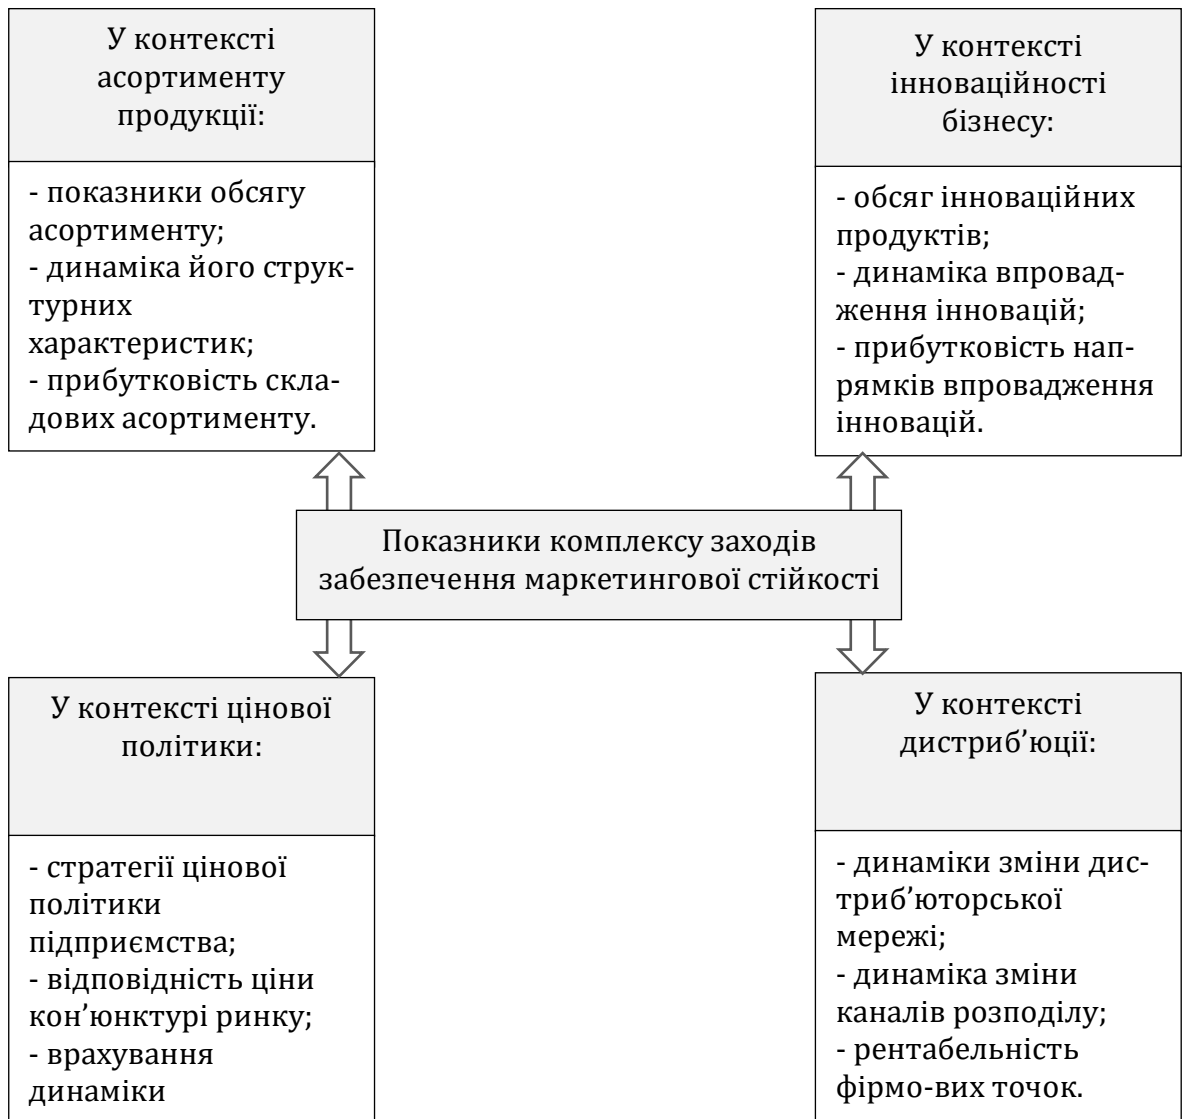 У контексті
асортименту
продукції:
- показники обсягу
асортименту;
- динаміка його струк-
турних
характеристик;
- прибутковість скла-
дових асортименту.
У контексті
інноваційності
бізнесу:
- обсяг інноваційних
продуктів;
- динаміка впровад-
ження інновацій;
- прибутковість нап-
рямків впровадження
інновацій.
Показники комплексу заходів
забезпечення маркетингової стійкості
У контексті цінової
політики:
- стратегії цінової
політики
підприємства;
- відповідність ціни
кон’юнктурі ринку;
- врахування
динаміки
У контексті
дистриб’юції:
- динаміки зміни дис-
триб’юторської
мережі;
- динаміка зміни
каналів розподілу;
- рентабельність
фірмо-вих точок.